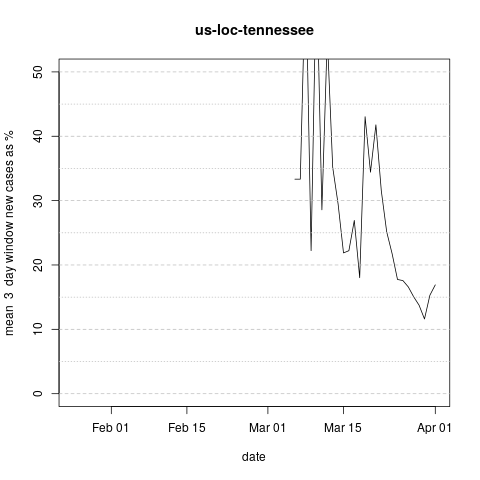 us-loc-tennessee
mean 3 day window new cases as %
50
40
30
20
10
0
Feb 01 Feb 15 Mar 01 Mar 15 Apr 01
date